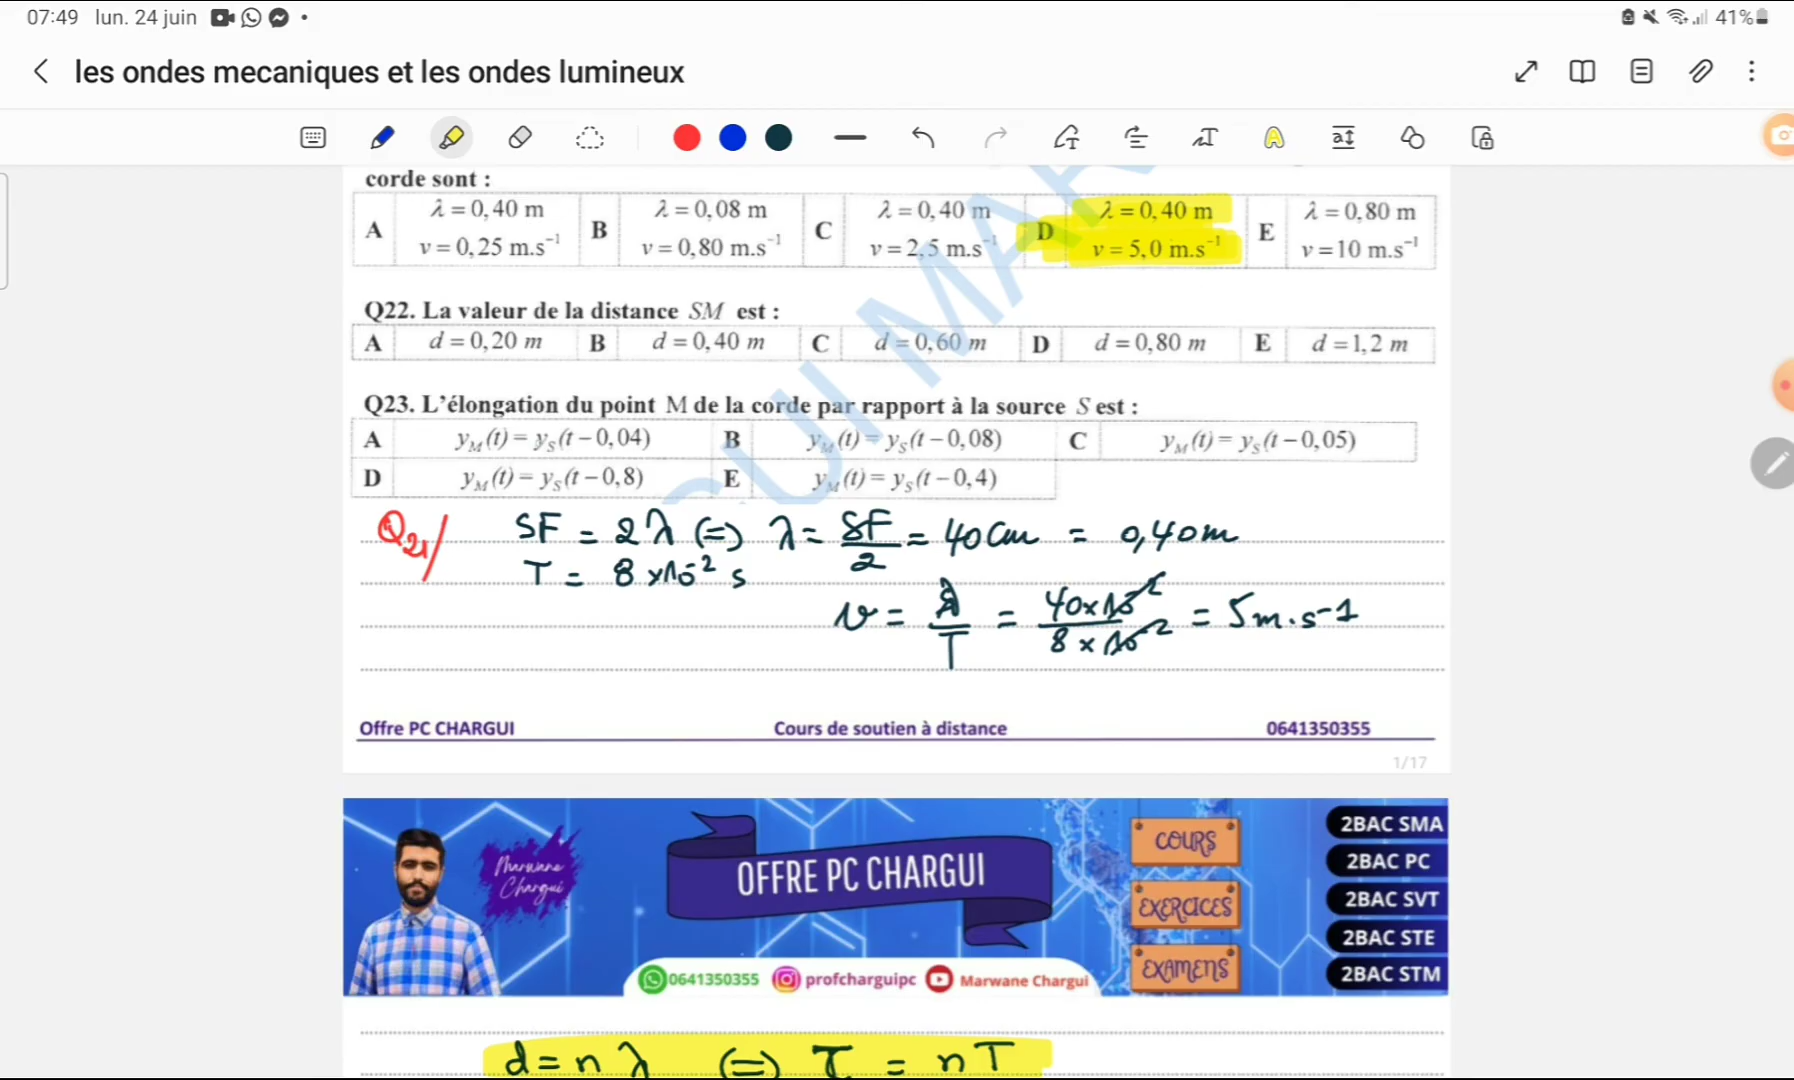 07:49 lun. 24 juin
41%
les ondes mecaniques et les ondes lumineux
corde sont :
A λ = 0,40 m v = 0,25 m.s⁻¹ B λ = 0,08 m v = 0,80 m.s⁻¹ C λ = 0,40 m v = 2,5 m.s⁻¹ D λ = 0,40 m v = 5,0 m.s⁻¹ E λ = 0,80 m v = 10 m.s⁻¹
Q22. La valeur de la distance SM est :
A d = 0,20 m B d = 0,40 m C d = 0,60 m D d = 0,80 m E d = 1,2 m
Q23. L'élongation du point M de la corde par rapport à la source S est :
A y_M(t) = y_S(t − 0,04) B y_M(t) = y_S(t − 0,08) C y_M(t) = y_S(t − 0,05)
D y_M(t) = y_S(t − 0,8) E y_M(t) = y_S(t − 0,4)
Q21/ SF = 2λ (=) λ = SF/2 = 40 cm = 0,40 m
T = 8 x10⁻² s
v = λ/T = 40x10⁻²/8 x 10⁻² = 5 m.s-1
Offre PC CHARGUI Cours de soutien à distance 0641350355
1/17
Marwane Chargui
OFFRE PC CHARGUI
COURS
EXERCICES
EXAMENS
2BAC SMA
2BAC PC
2BAC SVT
2BAC STE
2BAC STM
0641350355 profcharguipc Marwane Chargui
d = n λ (=) τ = nT